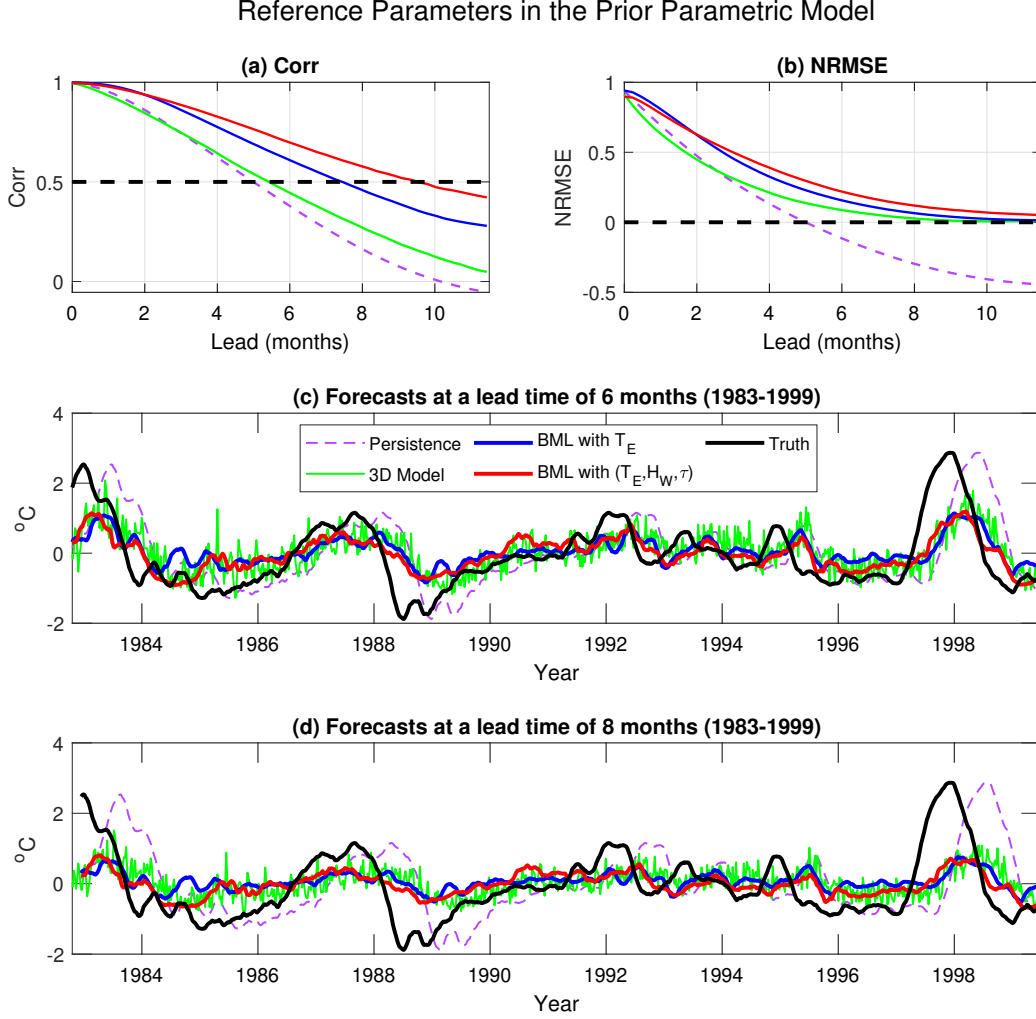 Reference Parameters in the Prior Parametric Model
(a) Corr
1
0.5
0
Corr
0 2 4 6 8 10
Lead (months)
(b) NRMSE
1
0.5
0
-0.5
NRMSE
0 2 4 6 8 10
Lead (months)
(c) Forecasts at a lead time of 6 months (1983-1999)
4
2
0
-2
°C
Persistence BML with T_E Truth
3D Model BML with (T_E,H_W,τ)
1984 1986 1988 1990 1992 1994 1996 1998
Year
(d) Forecasts at a lead time of 8 months (1983-1999)
4
2
0
-2
°C
1984 1986 1988 1990 1992 1994 1996 1998
Year